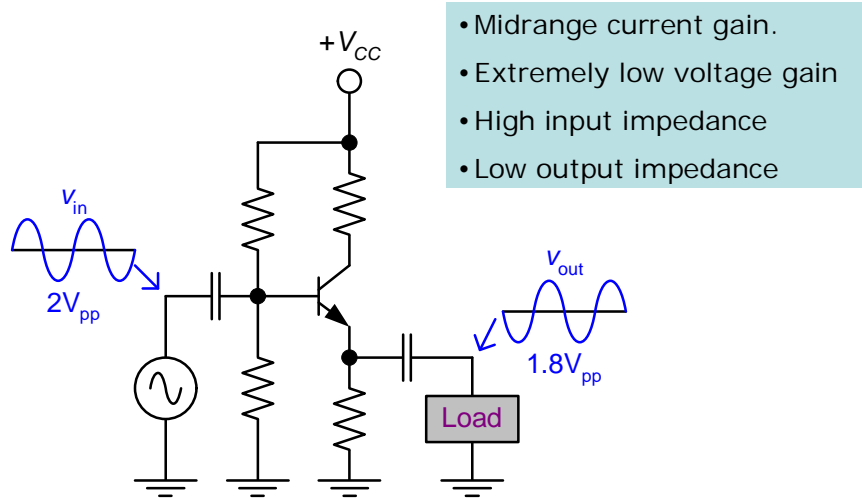 • Midrange current gain.
• Extremely low voltage gain
• High input impedance
• Low output impedance
+VCC
vin
2Vpp
vout
1.8Vpp
Load